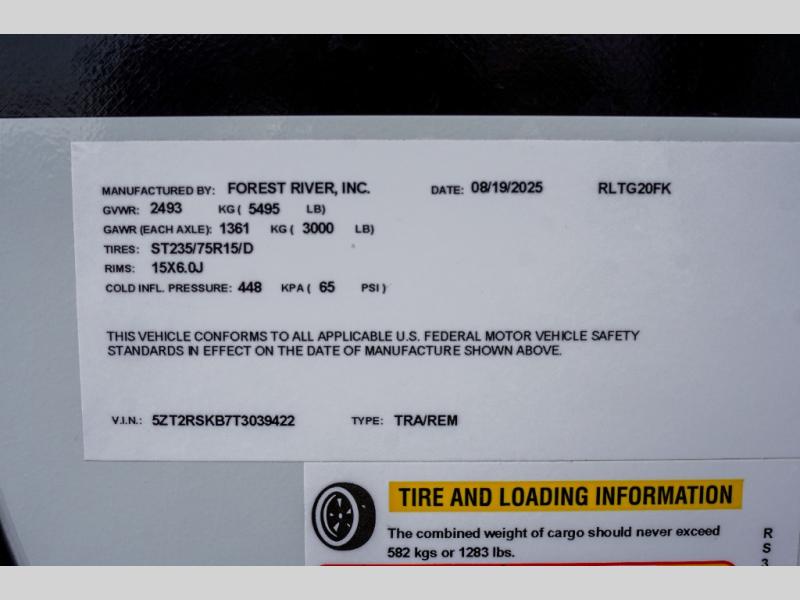 MANUFACTURED BY: FOREST RIVER, INC. DATE: 08/19/2025 RLTG20FK
GVWR: 2493 KG ( 5495 LB)
GAWR (EACH AXLE): 1361 KG ( 3000 LB)
TIRES: ST235/75R15/D
RIMS: 15X6.0J
COLD INFL. PRESSURE: 448 KPA ( 65 PSI )
THIS VEHICLE CONFORMS TO ALL APPLICABLE U.S. FEDERAL MOTOR VEHICLE SAFETY
STANDARDS IN EFFECT ON THE DATE OF MANUFACTURE SHOWN ABOVE.
V.I.N.: 5ZT2RSKB7T3039422 TYPE: TRA/REM
TIRE AND LOADING INFORMATION
The combined weight of cargo should never exceed
582 kgs or 1283 lbs.
R
S
3